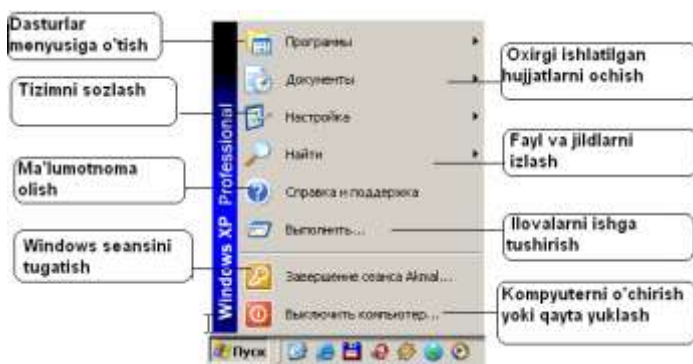 Dasturlar
menyusiga o'tish
Tizimni sozlash
Ma'lumotnoma
olish
Windows seansini
tugatish
Windows XP Professional
Программы
Документы
Настройка
Найти
Справка и поддержка
Выполнить...
Завершение сеанса Akmal...
Выключить компьютер...
Пуск
Oxirgi ishlatilgan
hujjatlarni ochish
Fayl va jildlarni
izlash
Ilovalarni ishga
tushirish
Kompyuterni o'chirish
yoki qayta yuklash